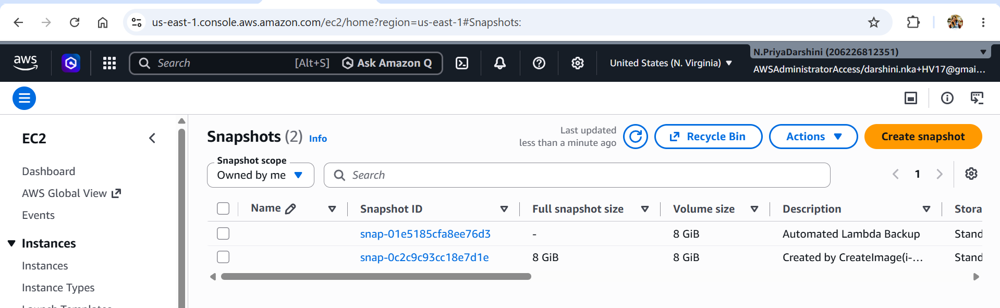 us-east-1.console.aws.amazon.com/ec2/home?region=us-east-1#Snapshots:
aws
Search [Alt+S] Ask Amazon Q
United States (N. Virginia)
N.PriyaDarshini (206226812351)
AWSAdministratorAccess/darshini.nka+HV17@gmai...
EC2
Dashboard
AWS Global View
Events
Instances
Instances
Instance Types
Launch Templates
Snapshots (2) Info
Last updated
less than a minute ago
Recycle Bin
Actions
Create snapshot
Snapshot scope
Owned by me
Search
1
Name Snapshot ID Full snapshot size Volume size Description Stora
snap-01e5185cfa8ee76d3 - 8 GiB Automated Lambda Backup Stand
snap-0c2c9c93cc18e7d1e 8 GiB 8 GiB Created by CreateImage(i-... Stand